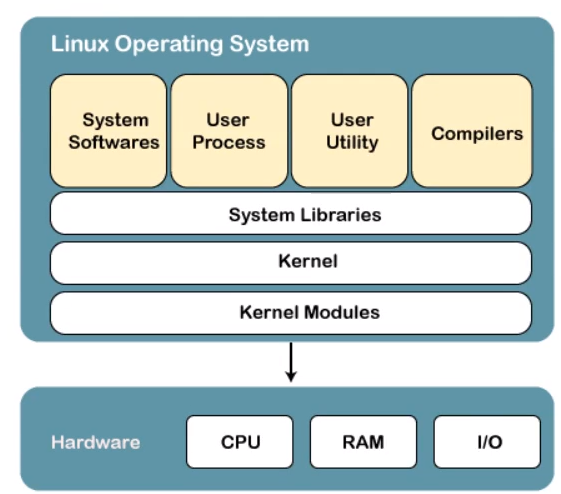 Linux Operating System
System
Softwares
User
Process
User
Utility
Compilers
System Libraries
Kernel
Kernel Modules
Hardware
CPU
RAM
I/O